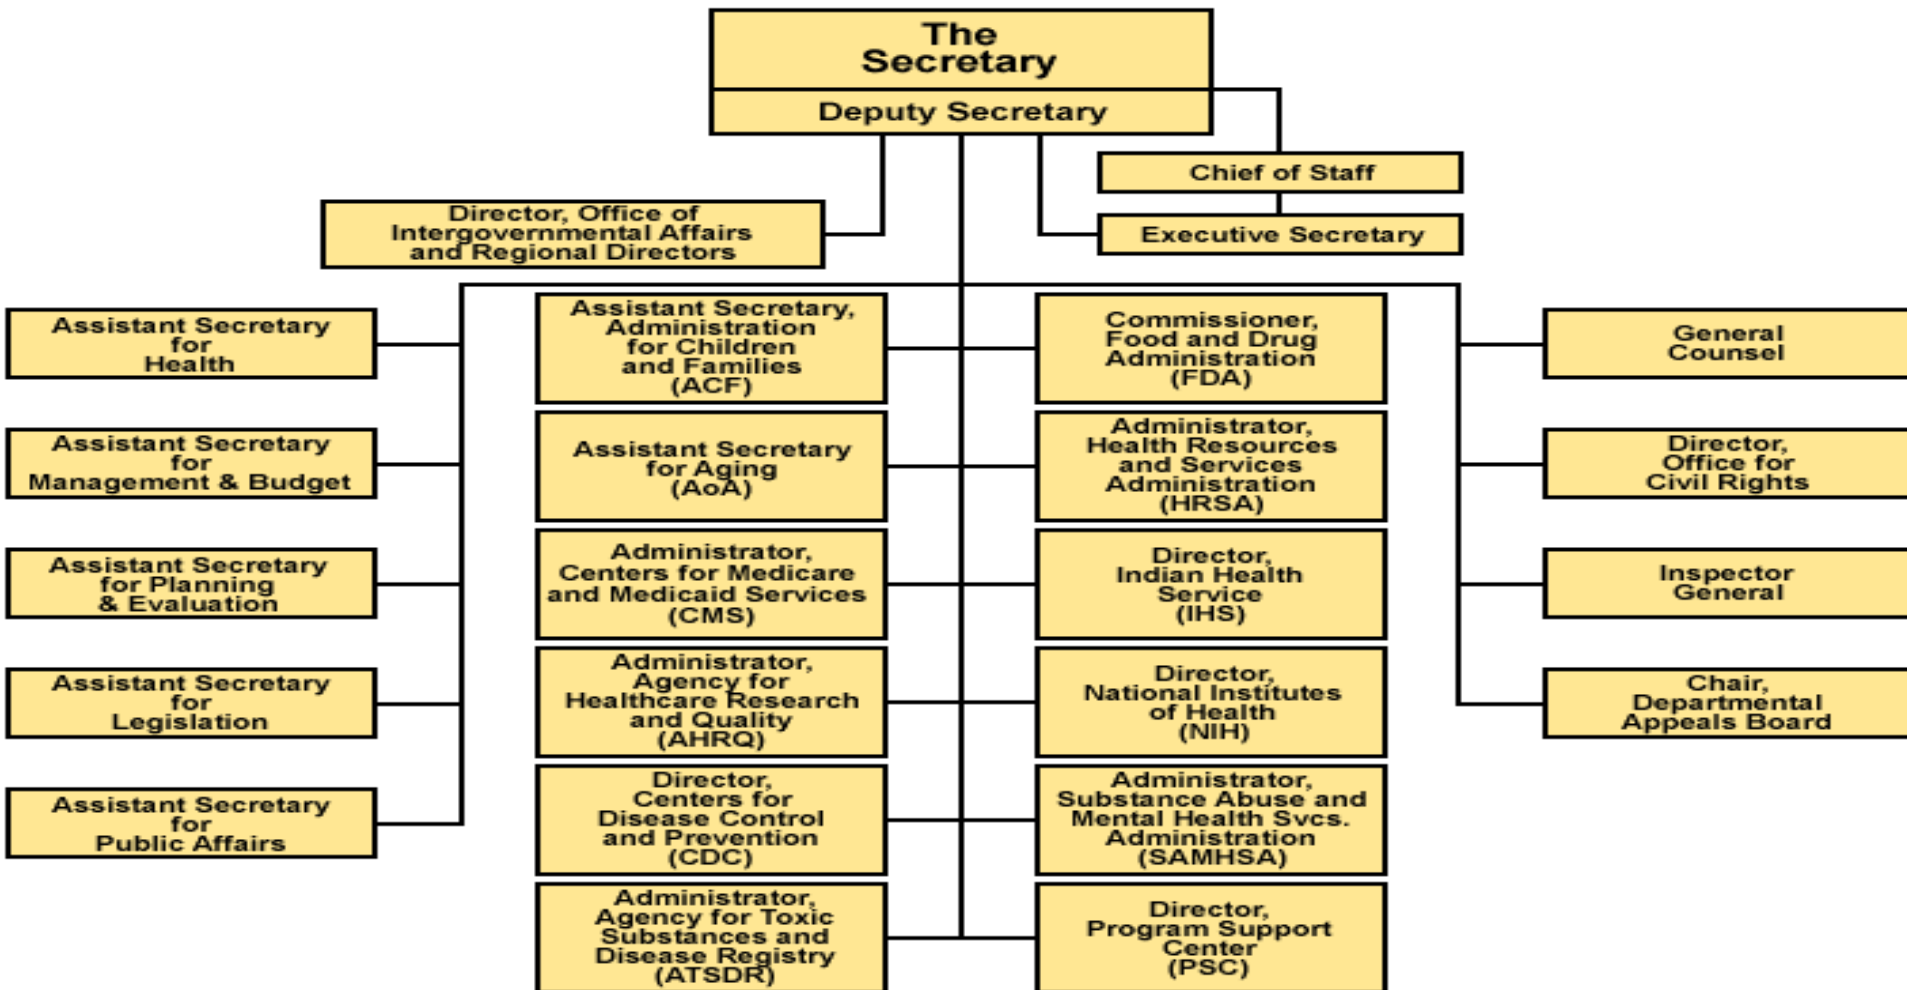 The
Secretary
Deputy Secretary
Chief of Staff
Executive Secretary
Director, Office of
Intergovernmental Affairs
and Regional Directors
Assistant Secretary
for
Health
Assistant Secretary
for
Management & Budget
Assistant Secretary
for Planning
& Evaluation
Assistant Secretary
for
Legislation
Assistant Secretary
for
Public Affairs
Assistant Secretary,
Administration
for Children
and Families
(ACF)
Assistant Secretary
for Aging
(AoA)
Administrator,
Centers for Medicare
and Medicaid Services
(CMS)
Administrator,
Agency for
Healthcare Research
and Quality
(AHRQ)
Director,
Centers for
Disease Control
and Prevention
(CDC)
Administrator,
Agency for Toxic
Substances and
Disease Registry
(ATSDR)
Commissioner,
Food and Drug
Administration
(FDA)
Administrator,
Health Resources
and Services
Administration
(HRSA)
Director,
Indian Health
Service
(IHS)
Director,
National Institutes
of Health
(NIH)
Administrator,
Substance Abuse and
Mental Health Svcs.
Administration
(SAMHSA)
Director,
Program Support
Center
(PSC)
General
Counsel
Director,
Office for
Civil Rights
Inspector
General
Chair,
Departmental
Appeals Board